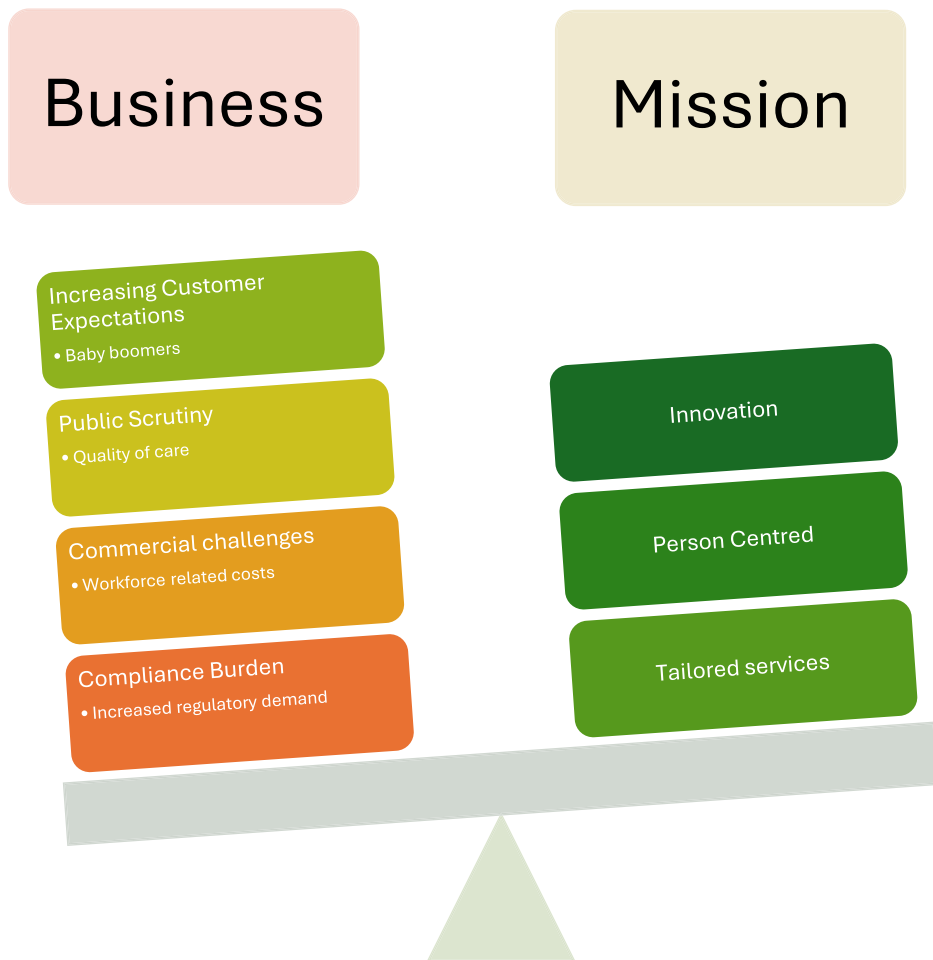 Business
Mission
Increasing Customer
Expectations
• Baby boomers
Public Scrutiny
• Quality of care
Commercial challenges
• Workforce related costs
Compliance Burden
• Increased regulatory demand
Innovation
Person Centred
Tailored services